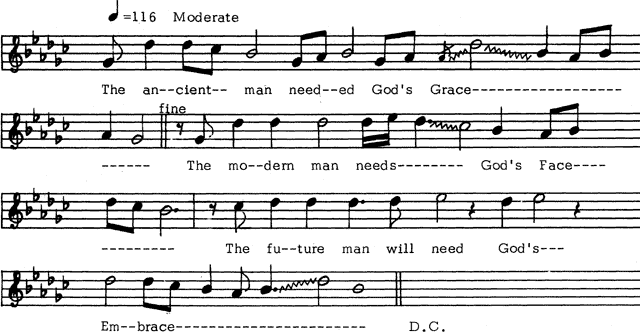 =116 Moderate
The an--cient-- man need--ed God's Grace-------------------
fine
------ The mo--dern man needs-------- God's Face----
--------- The fu--ture man will need God's---
Em--brace------------------------ D.C.